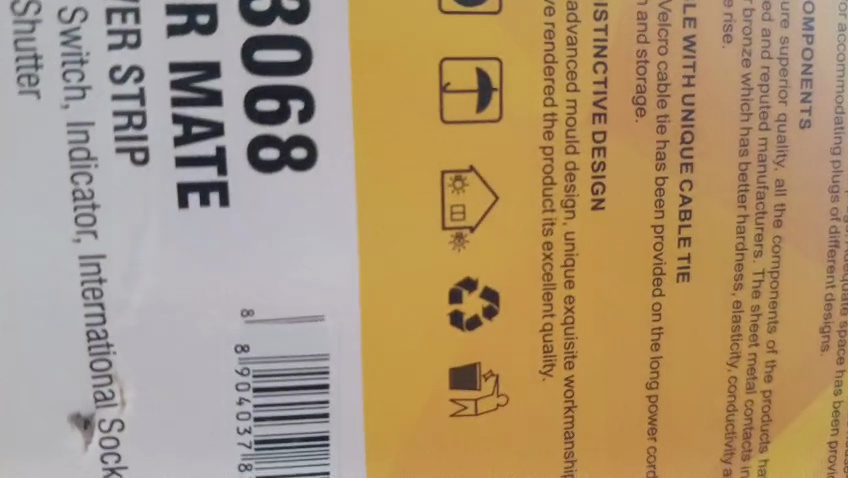 or accommodating plugs of different designs.
OMPONENTS
ure superior quality, all the components of the products ha
ed and reputed manufacturers. The sheet metal contacts in
r bronze which has better hardness, elasticity, conductivity a
e rise.
LE WITH UNIQUE CABLE TIE
Velcro cable tie has been provided on the long power cord
n and storage.
ISTINCTIVE DESIGN
advanced mould design, unique exquisite workmanship
ve rendered the product its excellent quality.
3068
R MATE
ER STRIP
Switch, Indicator, International Sock
Shutter
8
8 904037 8